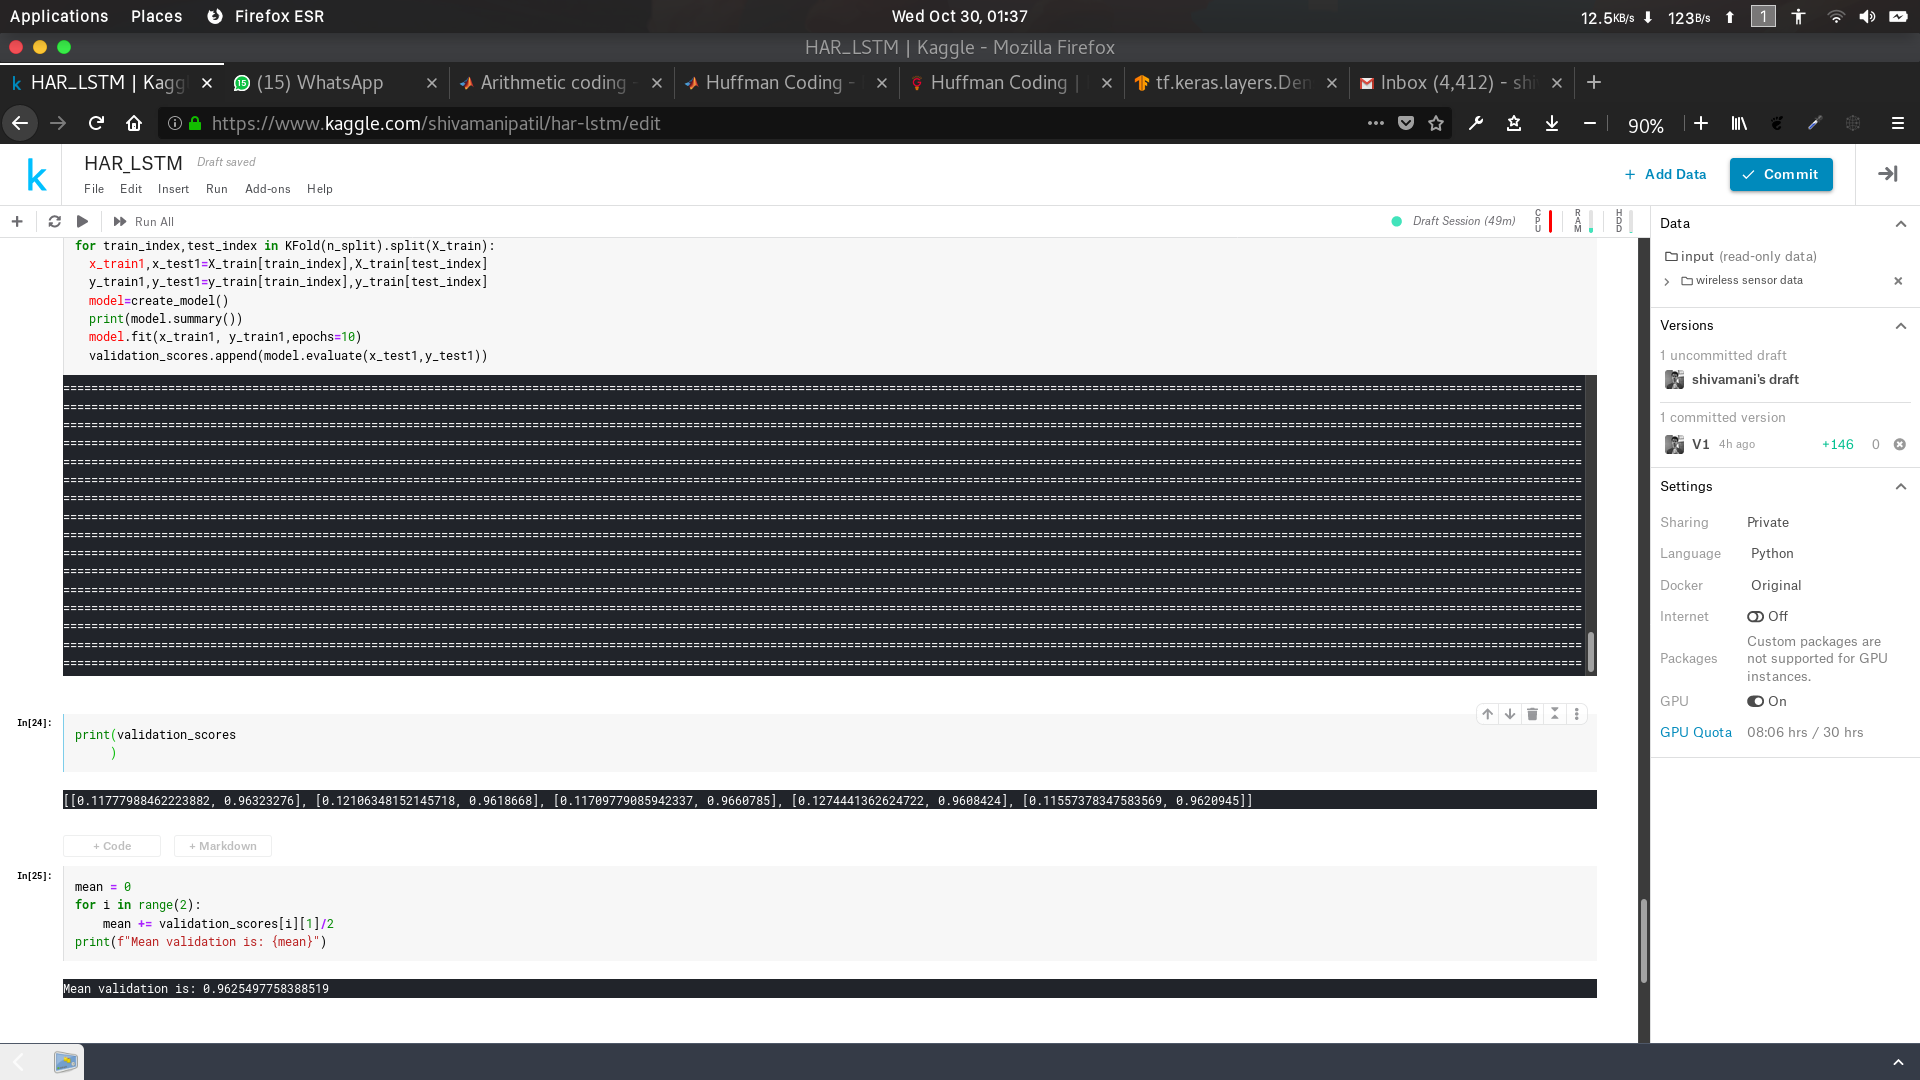 Applications Places Firefox ESR Wed Oct 30, 01:37 12.5KB/s 123B/s 1
HAR_LSTM | Kaggle - Mozilla Firefox
HAR_LSTM | Kagg (15) WhatsApp Arithmetic coding - Huffman Coding - Huffman Coding | tf.keras.layers.Den Inbox (4,412) - shi
https://www.kaggle.com/shivamanipatil/har-lstm/edit 90%
HAR_LSTM Draft saved
File Edit Insert Run Add-ons Help
+ Add Data Commit
Run All Draft Session (49m) CPU RAM HDD
for train_index,test_index in KFold(n_split).split(X_train):
x_train1,x_test1=X_train[train_index],X_train[test_index]
y_train1,y_test1=y_train[train_index],y_train[test_index]
model=create_model()
print(model.summary())
model.fit(x_train1, y_train1,epochs=10)
validation_scores.append(model.evaluate(x_test1,y_test1))
In[24]:
print(validation_scores
)
[[0.11777988462223882, 0.96323276], [0.12106348152145718, 0.9618668], [0.11709779085942337, 0.9660785], [0.1274441362624722, 0.9608424], [0.11557378347583569, 0.9620945]]
+ Code + Markdown
In[25]:
mean = 0
for i in range(2):
mean += validation_scores[i][1]/2
print(f"Mean validation is: {mean}")
Mean validation is: 0.9625497758388519
Data
input (read-only data)
wireless sensor data
Versions
1 uncommitted draft
shivamani's draft
1 committed version
V1 4h ago +146 0
Settings
Sharing Private
Language Python
Docker Original
Internet Off
Packages Custom packages are
not supported for GPU
instances.
GPU On
GPU Quota 08:06 hrs / 30 hrs